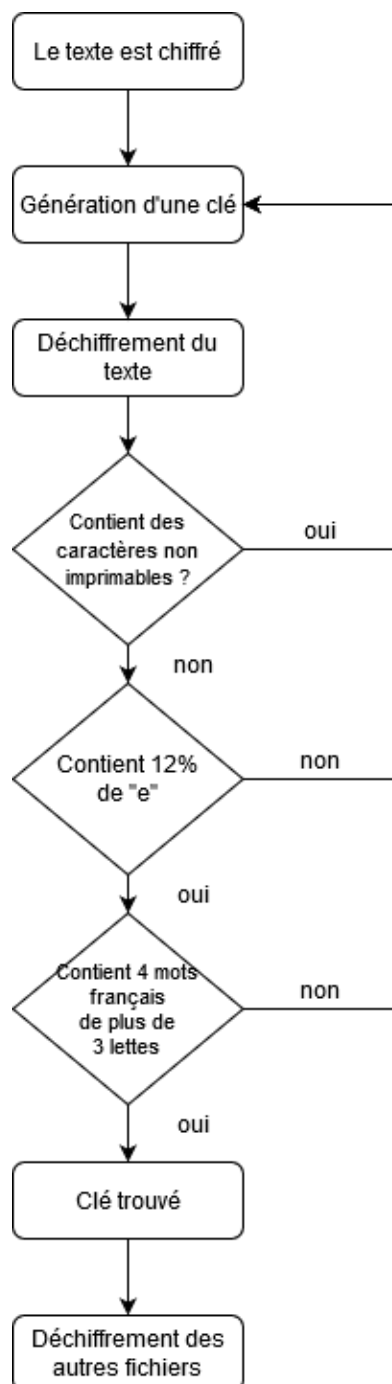 Le texte est chiffré
Génération d'une clé
Déchiffrement du
texte
Contient des
caractères non
imprimables ?
oui
non
Contient 12%
de "e"
non
oui
Contient 4 mots
français
de plus de
3 lettes
non
oui
Clé trouvé
Déchiffrement des
autres fichiers